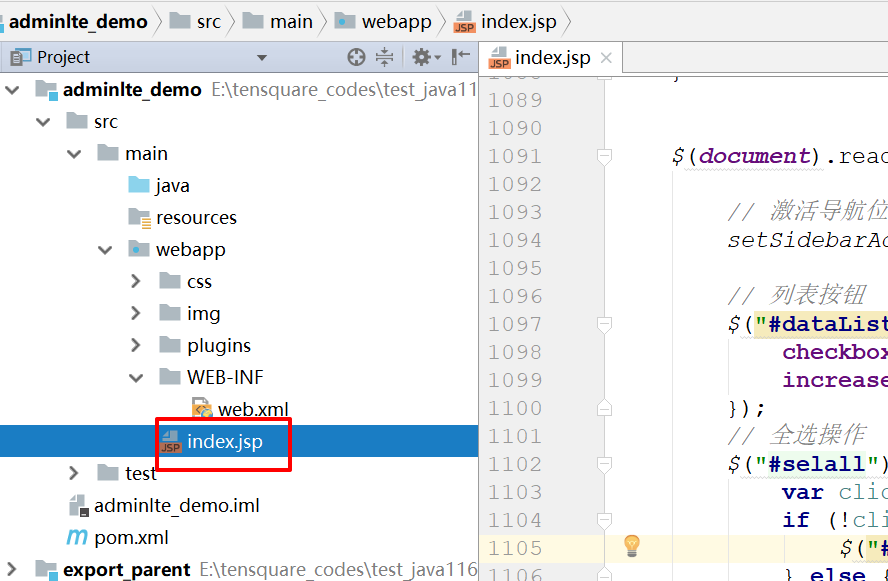 adminlte_demo src main webapp index.jsp
Project
index.jsp
adminlte_demo E:\tensquare_codes\test_java11
src
main
java
resources
webapp
css
img
plugins
WEB-INF
web.xml
index.jsp
test
adminlte_demo.iml
pom.xml
export_parent E:\tensquare_codes\test_java116
1089
1090
1091 $(document).reac
1092
1093 // 激活导航位
1094 setSidebarAc
1095
1096 // 列表按钮
1097 $("#dataList
1098 checkbox
1099 increase
1100 });
1101 // 全选操作
1102 $("#selall")
1103 var clic
1104 if (!cli
1105 $("#
1106 } else {